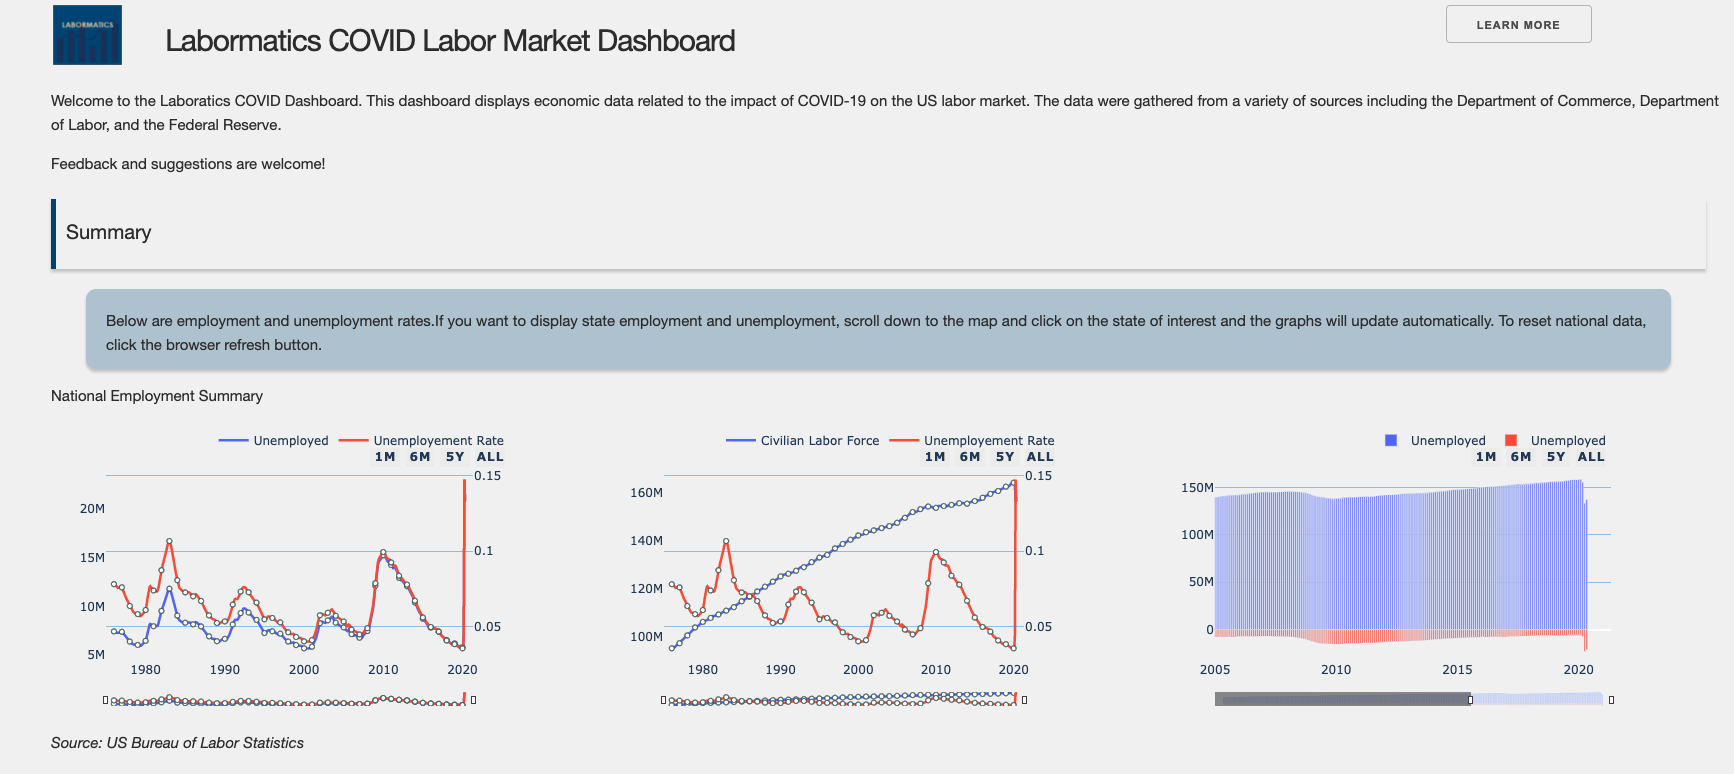 LABORMATICS
Labormatics COVID Labor Market Dashboard
LEARN MORE
Welcome to the Laboratics COVID Dashboard. This dashboard displays economic data related to the impact of COVID-19 on the US labor market. The data were gathered from a variety of sources including the Department of Commerce, Department
of Labor, and the Federal Reserve.
Feedback and suggestions are welcome!
Summary
Below are employment and unemployment rates.If you want to display state employment and unemployment, scroll down to the map and click on the state of interest and the graphs will update automatically. To reset national data,
click the browser refresh button.
National Employment Summary
Unemployed Unemployement Rate
1M 6M 5Y ALL
0.15
20M
15M
0.1
10M
0.05
5M
1980 1990 2000 2010 2020
Civilian Labor Force Unemployement Rate
1M 6M 5Y ALL
0.15
160M
140M
0.1
120M
0.05
100M
1980 1990 2000 2010 2020
Unemployed Unemployed
1M 6M 5Y ALL
150M
100M
50M
0
2005 2010 2015 2020
Source: US Bureau of Labor Statistics